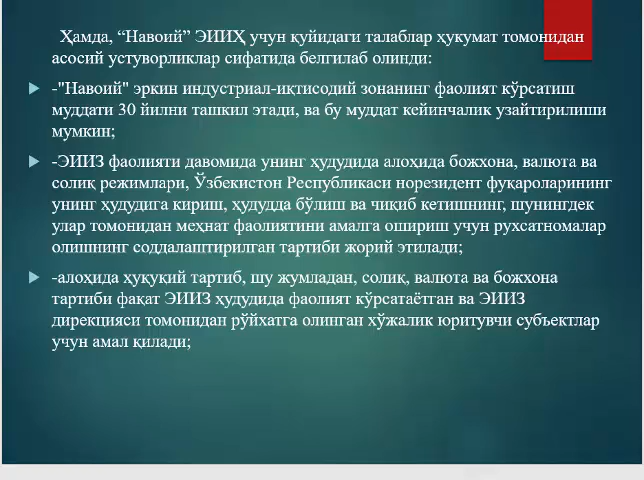 Ҳамда, “Навоий” ЭИИҲ учун қуйидаги талаблар ҳукумат томонидан
асосий устуворликлар сифатида белгилаб олинди:
-"Навоий" эркин индустриал-иқтисодий зонанинг фаолият кўрсатиш
муддати 30 йилни ташкил этади, ва бу муддат кейинчалик узайтирилиши
мумкин;
-ЭИИЗ фаолияти давомида унинг ҳудудида алоҳида божхона, валюта ва
солиқ режимлари, Ўзбекистон Республикаси норезидент фуқароларининг
унинг ҳудудига кириш, ҳудудда бўлиш ва чиқиб кетишнинг, шунингдек
улар томонидан меҳнат фаолиятини амалга ошириш учун рухсатномалар
олишнинг соддалаштирилган тартиби жорий этилади;
-алоҳида ҳуқуқий тартиб, шу жумладан, солиқ, валюта ва божхона
тартиби фақат ЭИИЗ ҳудудида фаолият кўрсатаётган ва ЭИИЗ
дирекцияси томонидан рўйхатга олинган хўжалик юритувчи субъектлар
учун амал қилади;